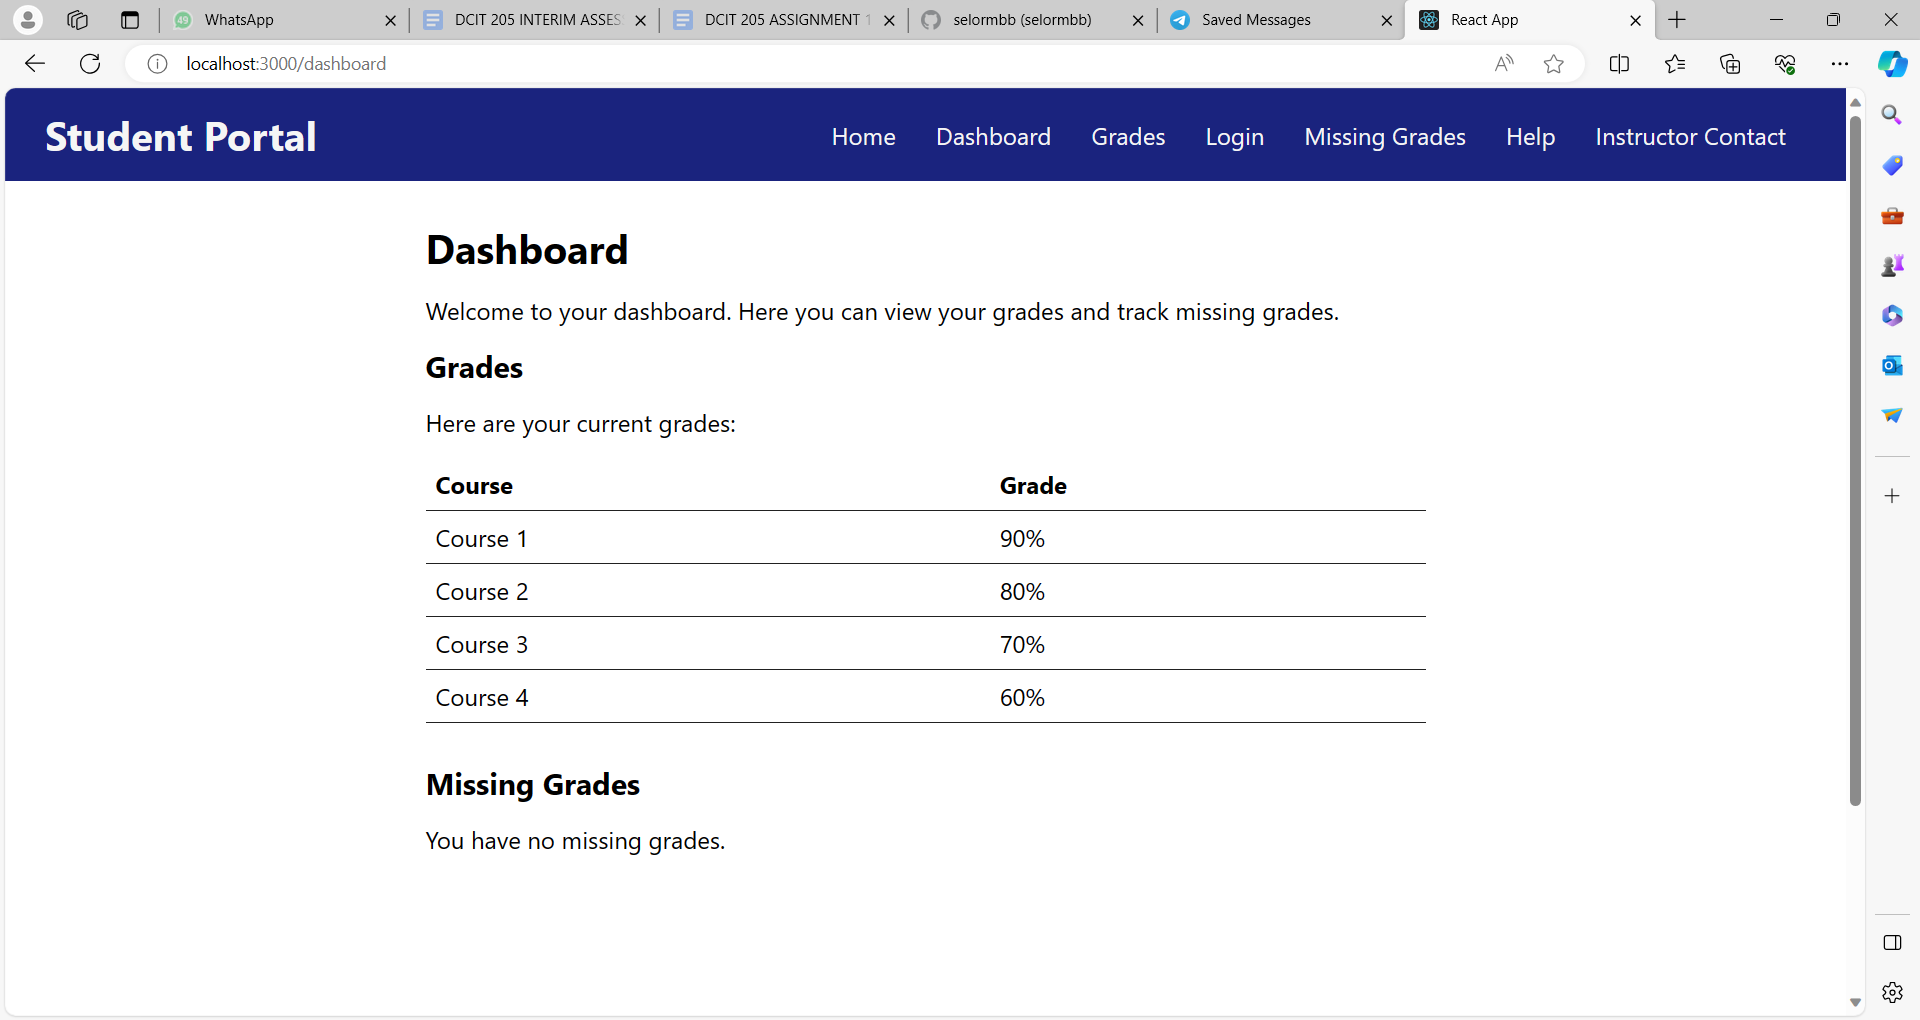 49 WhatsApp
DCIT 205 INTERIM ASSES
DCIT 205 ASSIGNMENT 1
selormbb (selormbb)
Saved Messages
React App
localhost:3000/dashboard
Student Portal
Home Dashboard Grades Login Missing Grades Help Instructor Contact
Dashboard
Welcome to your dashboard. Here you can view your grades and track missing grades.
Grades
Here are your current grades:
Course Grade
Course 1 90%
Course 2 80%
Course 3 70%
Course 4 60%
Missing Grades
You have no missing grades.